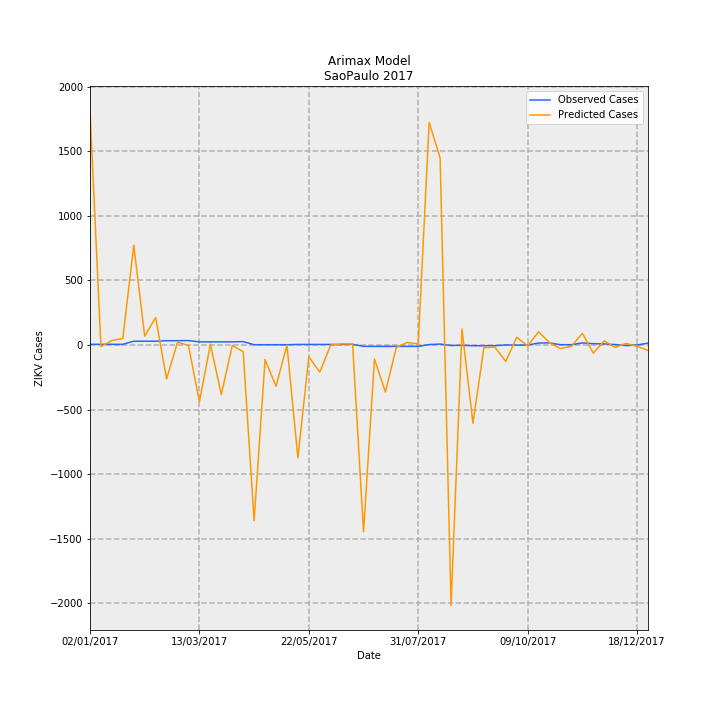 Arimax Model
SaoPaulo 2017
Observed Cases
Predicted Cases
2000
1500
1000
500
0
−500
−1000
−1500
−2000
ZIKV Cases
02/01/2017 13/03/2017 22/05/2017 31/07/2017 09/10/2017 18/12/2017
Date